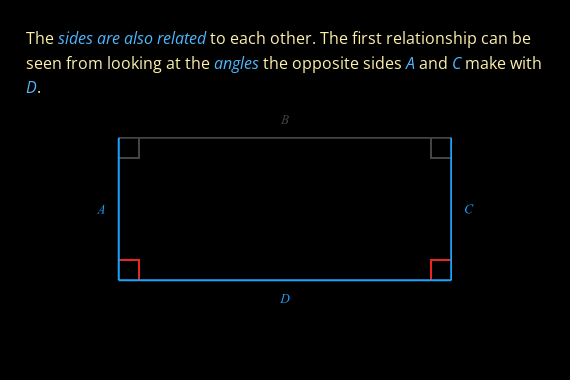 The sides are also related to each other. The first relationship can be
seen from looking at the angles the opposite sides A and C make with
D.
B
A
C
D